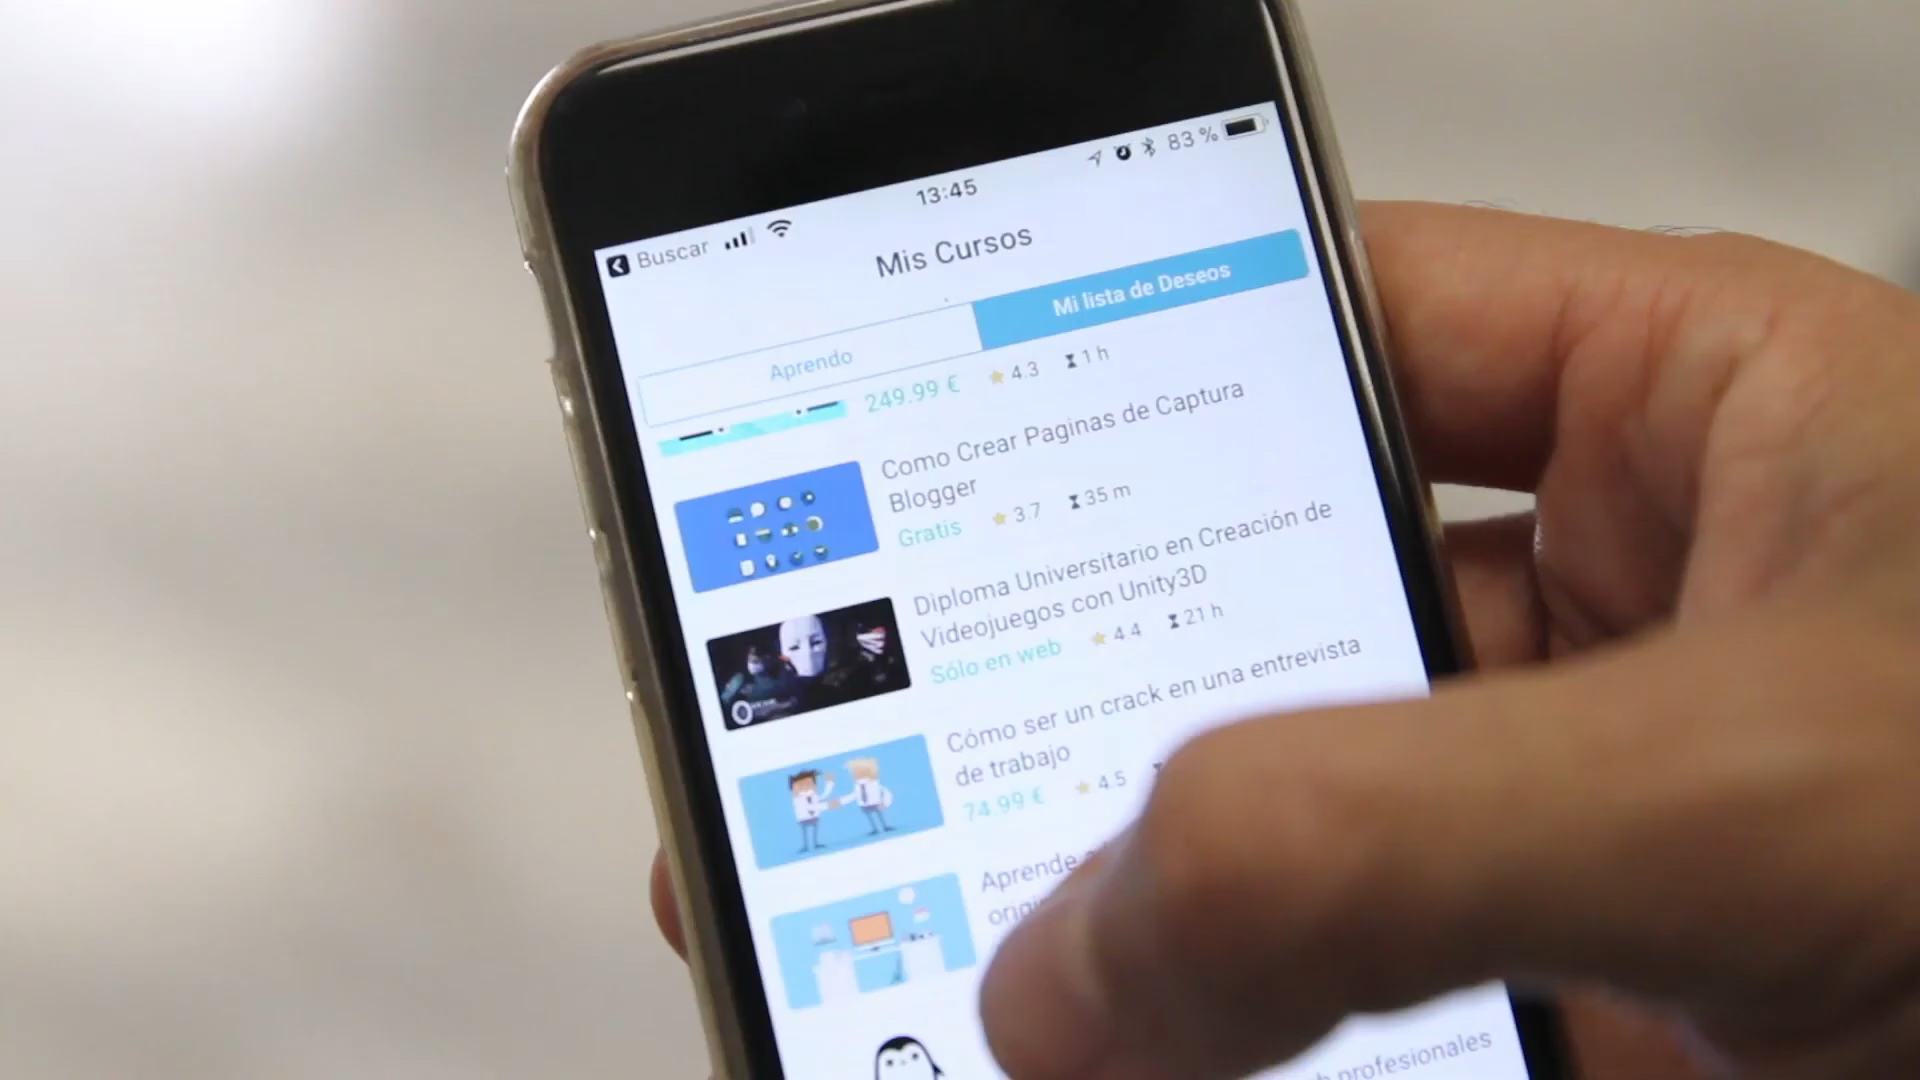 Buscar
13:45
83 %
Mis Cursos
Aprendo
Mi lista de Deseos
249.99 €
4.3
1 h
Como Crear Paginas de Captura
Blogger
Gratis
3.7
35 m
Diploma Universitario en Creación de
Videojuegos con Unity3D
Sólo en web
4.4
21 h
Cómo ser un crack en una entrevista
de trabajo
74.99 €
4.5
Aprende
profesionales